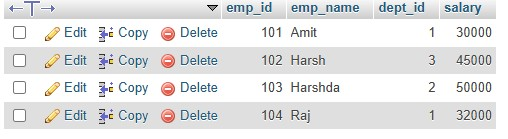 emp_id emp_name dept_id salary
Edit Copy Delete 101 Amit 1 30000
Edit Copy Delete 102 Harsh 3 45000
Edit Copy Delete 103 Harshda 2 50000
Edit Copy Delete 104 Raj 1 32000